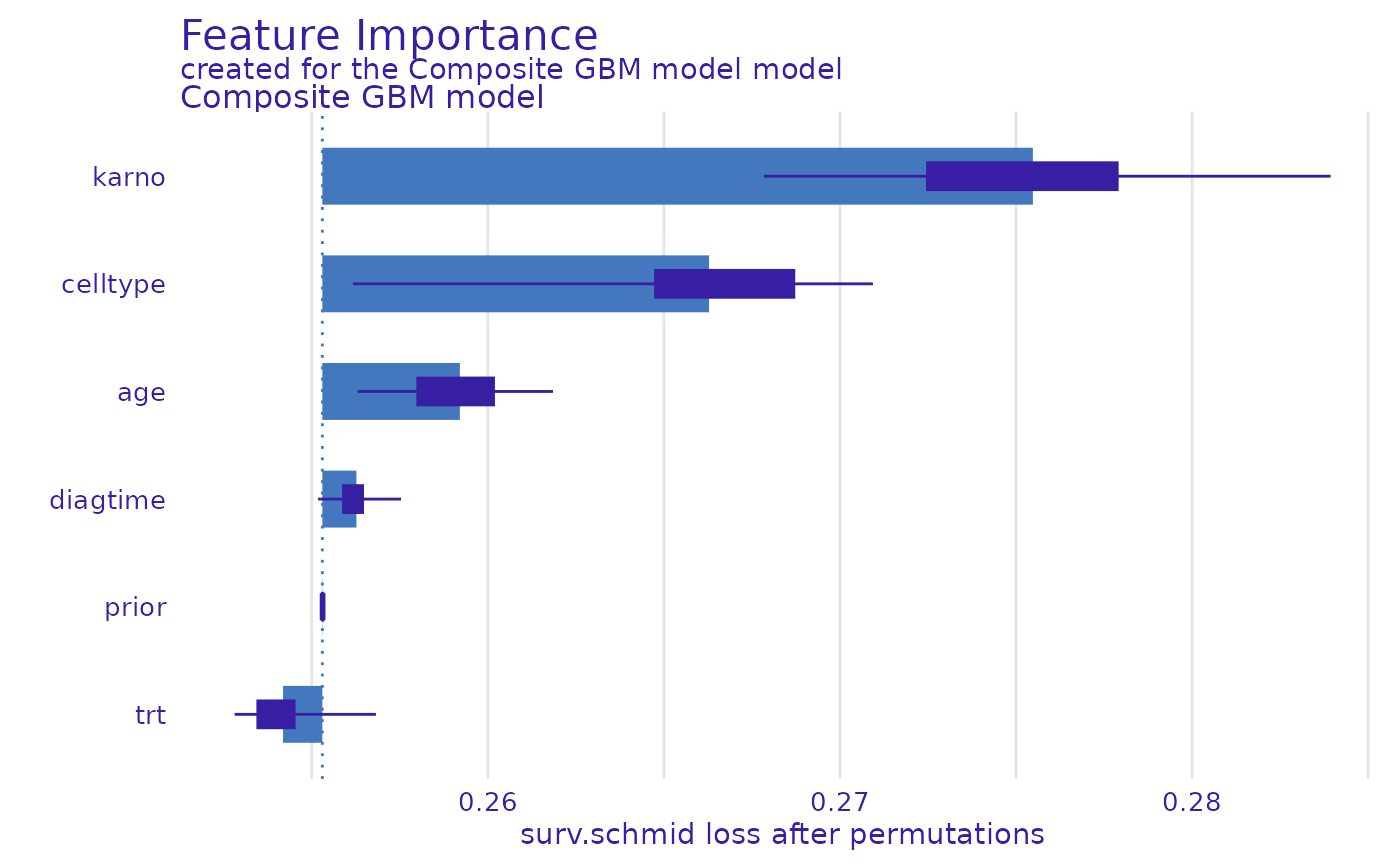 Feature Importance
created for the Composite GBM model model
Composite GBM model
karno
celltype
age
diagtime
prior
trt
0.26
0.27
0.28
surv.schmid loss after permutations